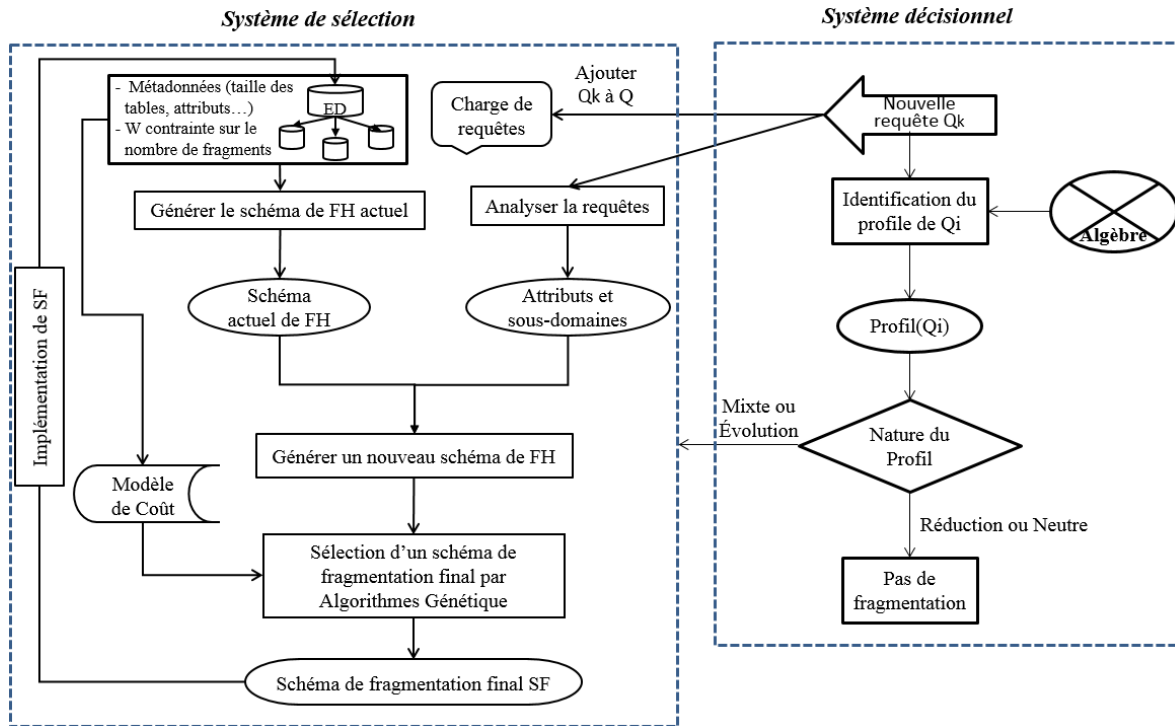 Système de sélection
Système décisionnel
- Métadonnées (taille des
tables, attributs…)
- W contrainte sur le
nombre de fragments
ED
Charge de
requêtes
Ajouter
Qk à Q
Nouvelle
requête Qk
Générer le schéma de FH actuel
Analyser la requêtes
Identification du
profile de Qi
Algèbre
Schéma
actuel de FH
Attributs et
sous-domaines
Profil(Qi)
Implémentation de SF
Mixte ou
Évolution
Nature du
Profil
Générer un nouveau schéma de FH
Modèle
de Coût
Réduction ou Neutre
Sélection d’un schéma de
fragmentation final par
Algorithmes Génétique
Pas de
fragmentation
Schéma de fragmentation final SF